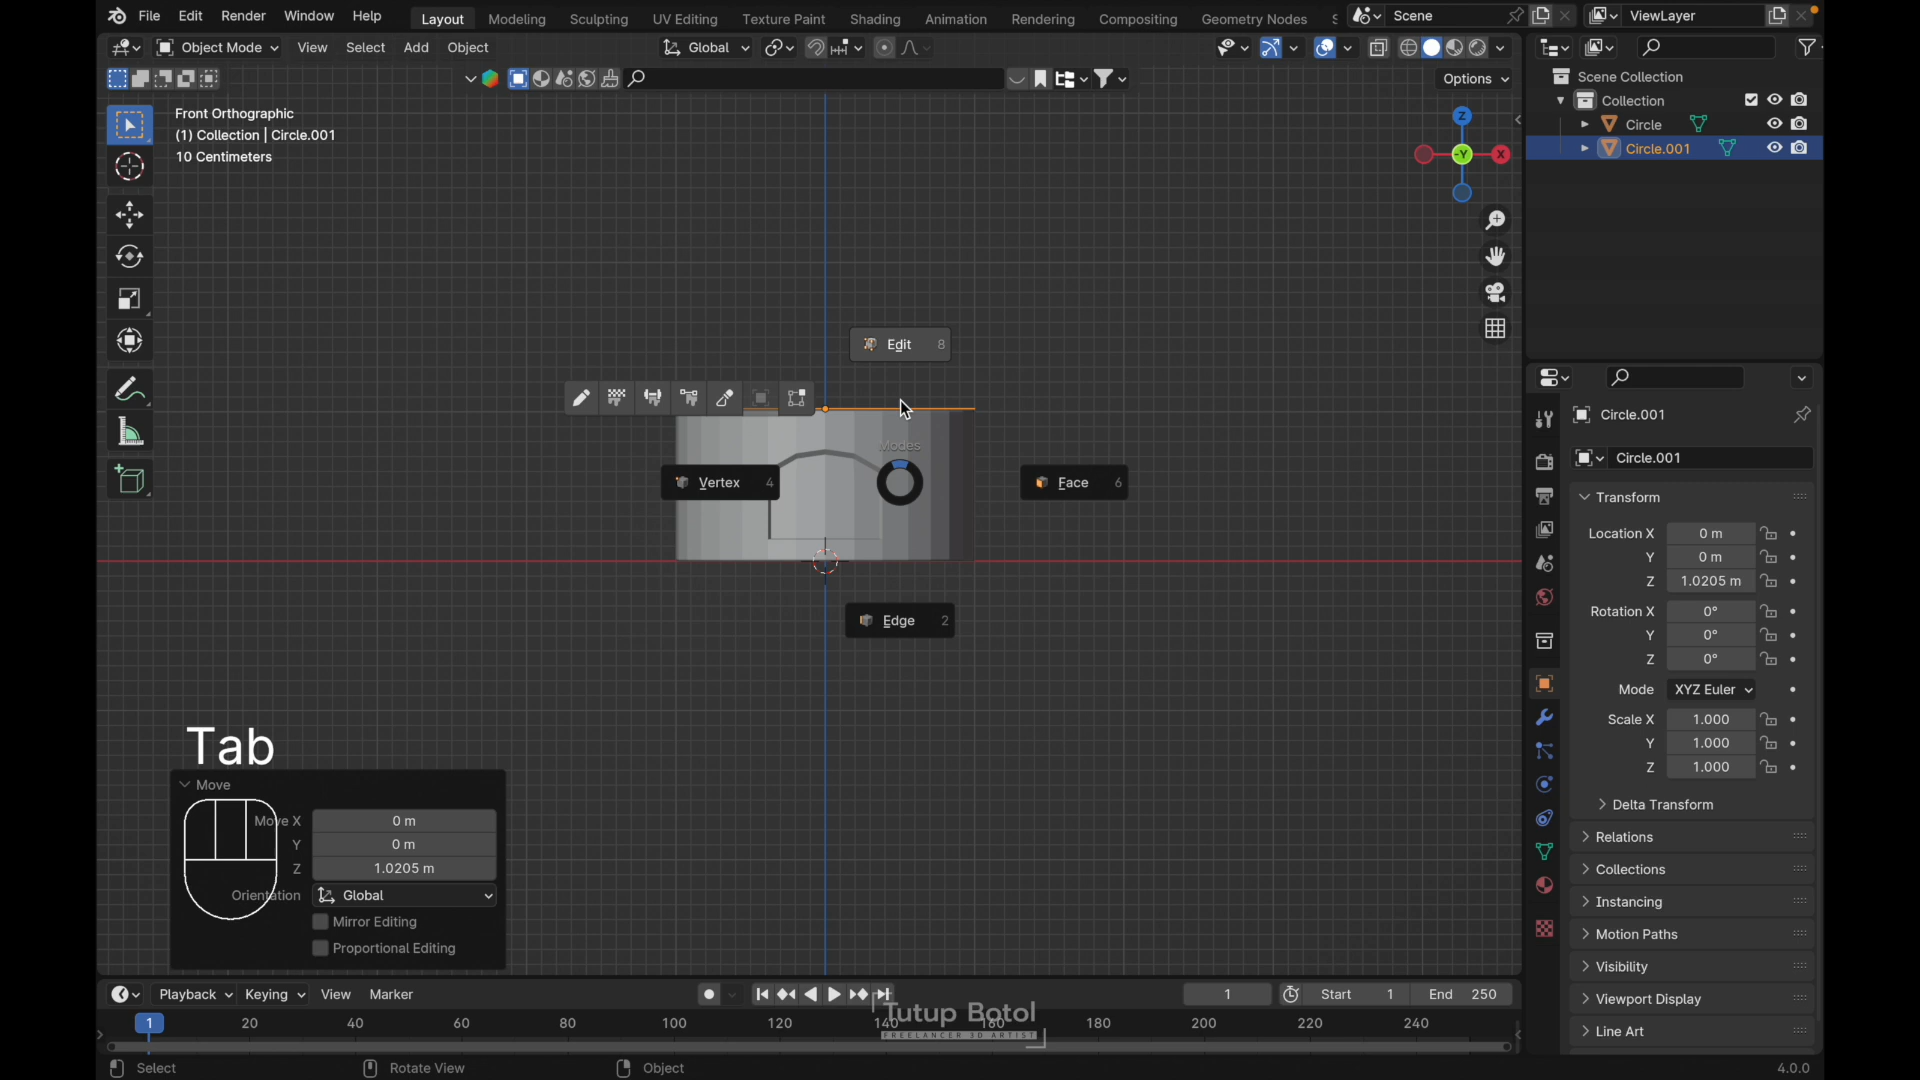 File Edit Render Window Help Layout Modeling Sculpting UV Editing Texture Paint Shading Animation Rendering Compositing Geometry Nodes Scene ViewLayer
Object Mode View Select Add Object Global
Options
Front Orthographic
(1) Collection | Circle.001
10 Centimeters
Z
-Y
X
Scene Collection
Collection
Circle
Circle.001
Edit 8
Modes
Vertex 4
Face 6
Edge 2
Circle.001
Circle.001
Transform
Location X 0 m
Y 0 m
Z 1.0205 m
Rotation X 0°
Y 0°
Z 0°
Mode XYZ Euler
Scale X 1.000
Y 1.000
Z 1.000
Delta Transform
Relations
Collections
Instancing
Motion Paths
Visibility
Viewport Display
Line Art
Tab
Move
Move X 0 m
Y 0 m
Z 1.0205 m
Orientation Global
Mirror Editing
Proportional Editing
Playback Keying View Marker 1 Start 1 End 250
1 20 40 60 80 100 120 140 160 180 200 220 240
Tutup Botol
FREELANCER 3D ARTIST
Select Rotate View Object 4.0.0